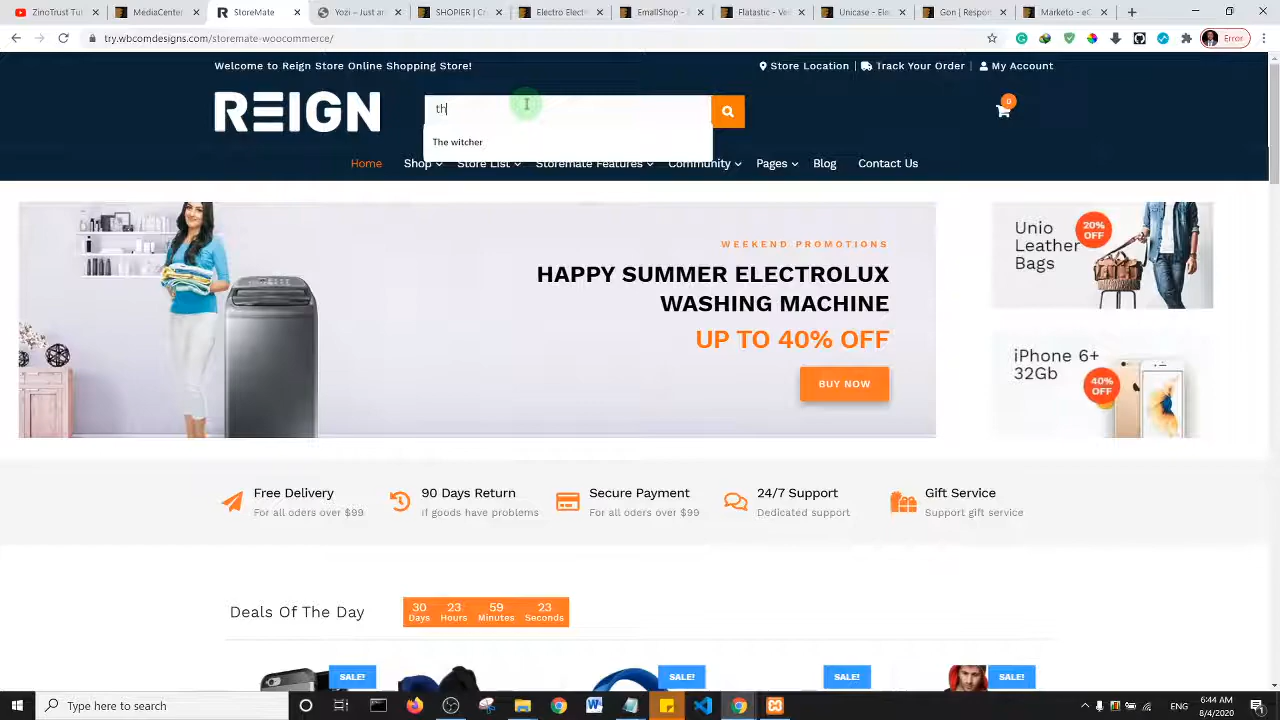 ZinoTrust Tut
MediaCenter
StoreMate
Yozi – Just an
SHOPPER | Cr
Electro Electr
EmailShop -
Flatastic - Ver
Unicase - Ele
Gon | Respon
Marketo - eC
try.wbcomdesigns.com/storemate-woocommerce/
Error
Welcome to Reign Store Online Shopping Store!
Store Location | Track Your Order | My Account
REIGN
th
0
The witcher
Home Shop Store List Storemate Features Community Pages Blog Contact Us
WEEKEND PROMOTIONS
HAPPY SUMMER ELECTROLUX
WASHING MACHINE
UP TO 40% OFF
BUY NOW
Unio
Leather
Bags
20%
OFF
iPhone 6+
32Gb
40%
OFF
Free Delivery
For all oders over $99
90 Days Return
If goods have problems
Secure Payment
For all oders over $99
24/7 Support
Dedicated support
Gift Service
Support gift service
Deals Of The Day
30 23 59 23
Days Hours Minutes Seconds
SALE! SALE! SALE! SALE!
Type here to search
ENG
6:44 AM
8/4/2020